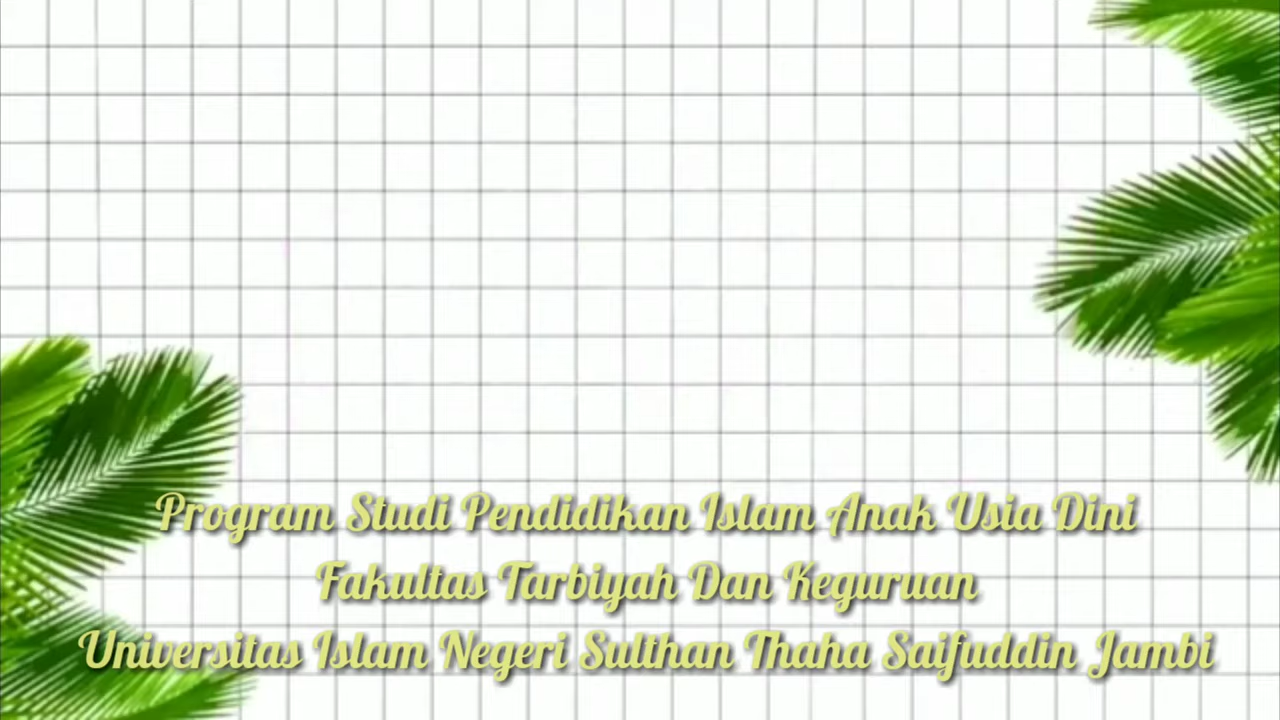 Program Studi Pendidikan Islam Anak Usia Dini
Fakultas Tarbiyah Dan Keguruan
Universitas Islam Negeri Sulthan Thaha Saifuddin Jambi